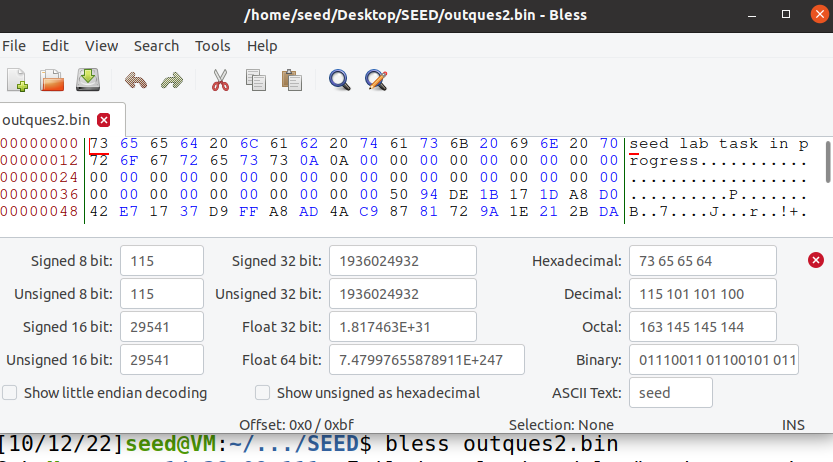 /home/seed/Desktop/SEED/outques2.bin - Bless
File Edit View Search Tools Help
outques2.bin
00000000 73 65 65 64 20 6C 61 62 20 74 61 73 6B 20 69 6E 20 70 seed lab task in p
00000012 72 6F 67 72 65 73 73 0A 0A 00 00 00 00 00 00 00 00 00 rogress...........
00000024 00 00 00 00 00 00 00 00 00 00 00 00 00 00 00 00 00 00 ..................
00000036 00 00 00 00 00 00 00 00 00 00 50 94 DE 1B 17 1D A8 D0 ..........P.......
00000048 42 E7 17 37 D9 FF A8 AD 4A C9 87 81 72 9A 1E 21 2B DA B..7....J...r..!+.
Signed 8 bit: 115 Signed 32 bit: 1936024932 Hexadecimal: 73 65 65 64
Unsigned 8 bit: 115 Unsigned 32 bit: 1936024932 Decimal: 115 101 101 100
Signed 16 bit: 29541 Float 32 bit: 1.817463E+31 Octal: 163 145 145 144
Unsigned 16 bit: 29541 Float 64 bit: 7.47997655878911E+247 Binary: 01110011 01100101 011
Show little endian decoding Show unsigned as hexadecimal ASCII Text: seed
Offset: 0x0 / 0xbf Selection: None INS
[10/12/22]seed@VM:~/.../SEED$ bless outques2.bin